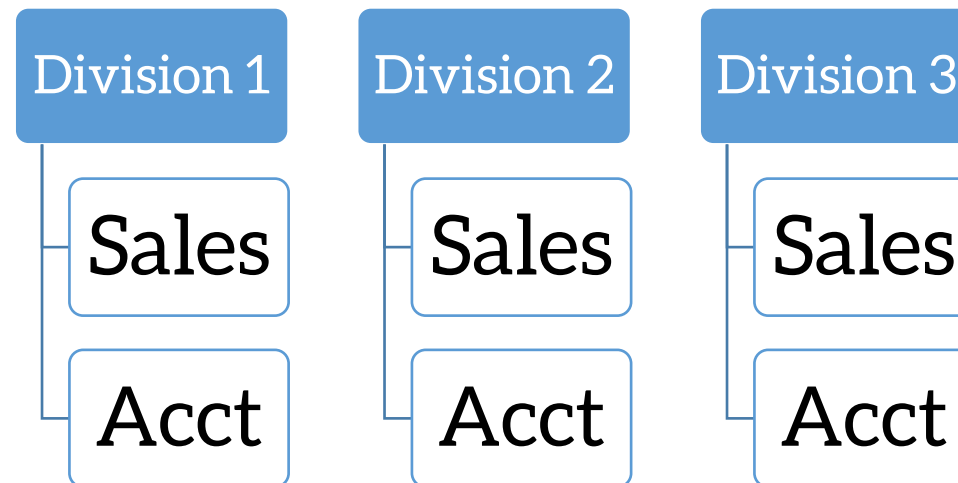 Division 1
Division 2
Division 3
Sales
Sales
Sales
Acct
Acct
Acct